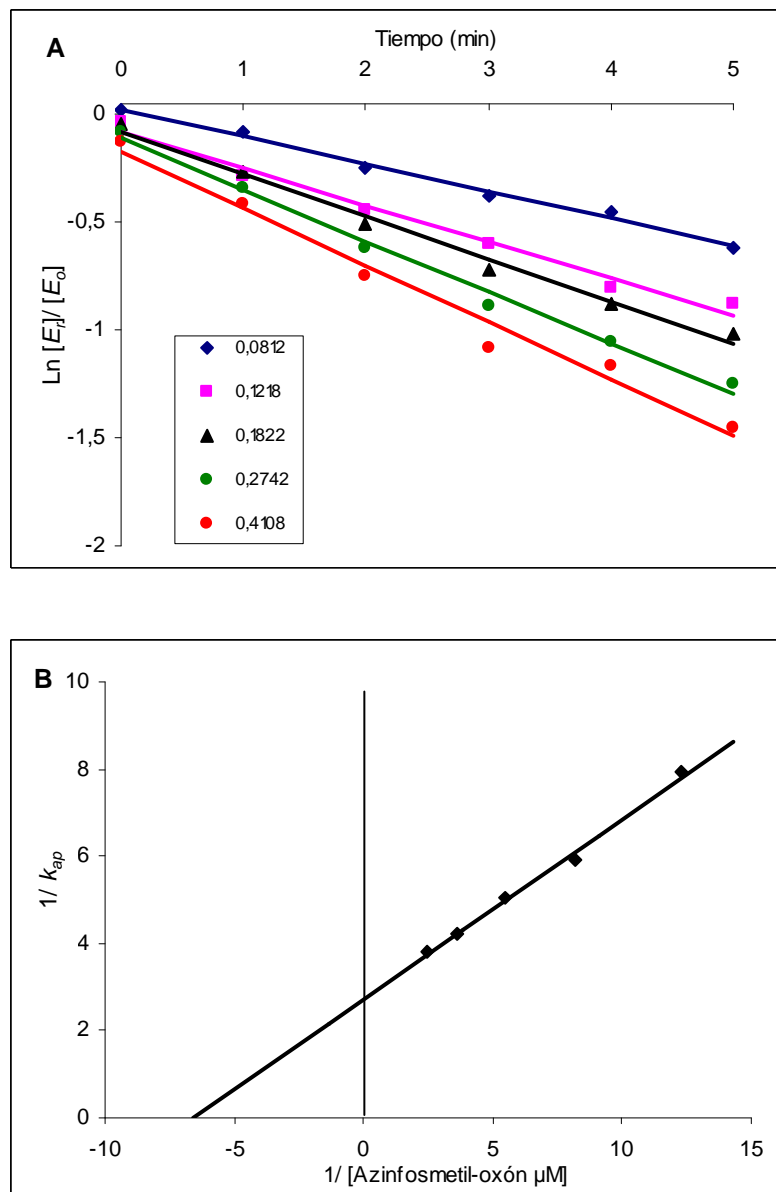 A
Tiempo (min)
0 1 2 3 4 5
0
-0,5
-1
-1,5
-2
Ln [Er]/ [Eo]
0,0812
0,1218
0,1822
0,2742
0,4108
B
10
8
6
4
2
0
1/ kap
-10 -5 0 5 10 15
1/ [Azinfosmetil-oxón µM]